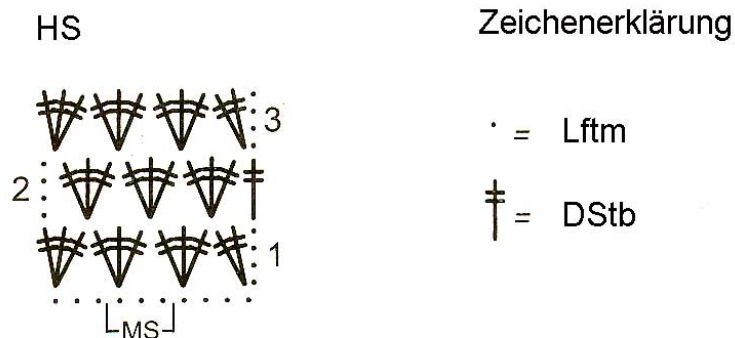 HS
Zeichenerklärung
3
· = Lftm
2
= DStb
1
MS